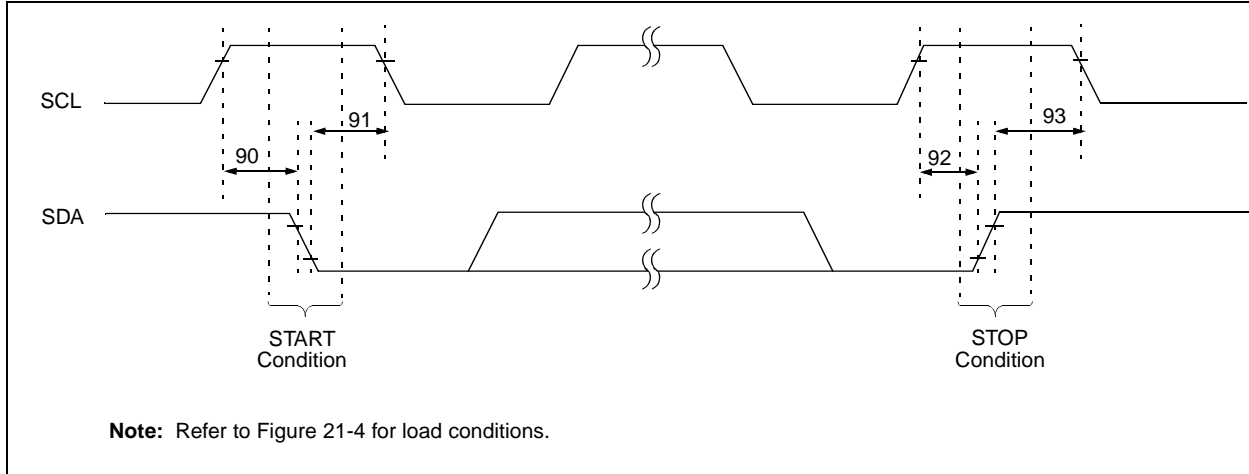 SCL
91
93
90
92
SDA
START
Condition
STOP
Condition
Note: Refer to Figure 21-4 for load conditions.